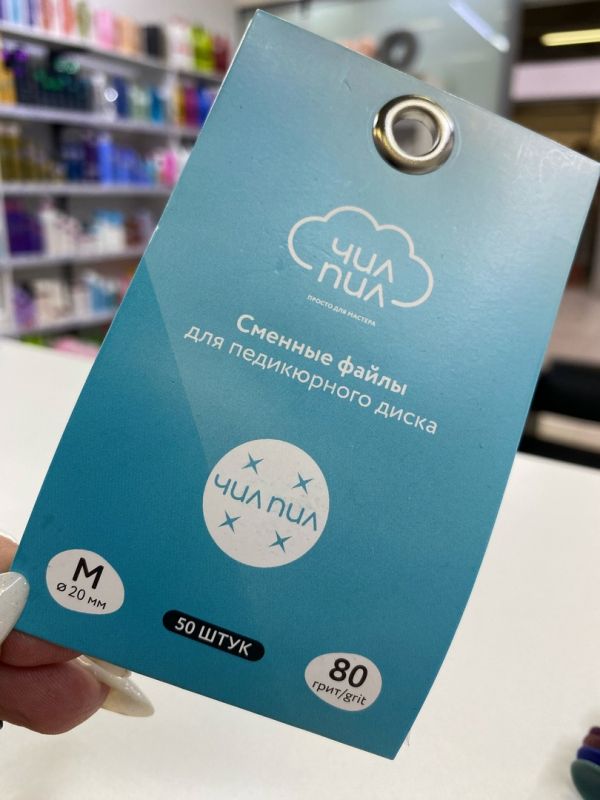 чил
пил
ПРОСТО ДЛЯ МАСТЕРА
Сменные файлы
для педикюрного диска
чил пил
M
ø 20 мм
50 ШТУК
80
грит/grit